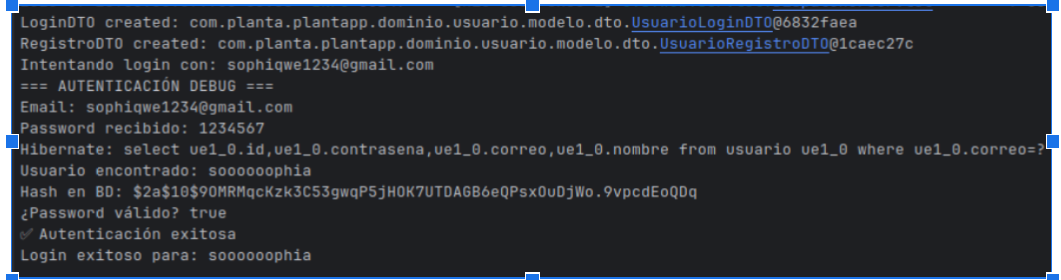 LoginDTO created: com.planta.plantapp.dominio.usuario.modelo.dto.UsuarioLoginDTO@6832faea
RegistroDTO created: com.planta.plantapp.dominio.usuario.modelo.dto.UsuarioRegistroDTO@1caec27c
Intentando login con: sophiqwe1234@gmail.com
=== AUTENTICACIÓN DEBUG ===
Email: sophiqwe1234@gmail.com
Password recibido: 1234567
Hibernate: select ue1_0.id,ue1_0.contrasena,ue1_0.correo,ue1_0.nombre from usuario ue1_0 where ue1_0.correo=?
Usuario encontrado: soooooophia
Hash en BD: $2a$10$9OMRMqcKzk3C53gwqP5jHOK7UTDAGB6eQPsxOuDjWo.9vpcdEoQDq
¿Password válido? true
✅ Autenticación exitosa
Login exitoso para: soooooophia